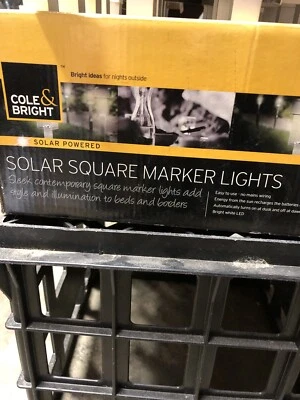 COLE &
BRIGHT
TM
Bright ideas for nights outside
SOLAR POWERED
SOLAR SQUARE MARKER LIGHTS
Sleek contemporary square marker lights add
style and illumination to beds and borders
Easy to use - no mains wiring
Energy from the sun recharges the batteries
Automatically turns on at dusk and off at
Bright white LED